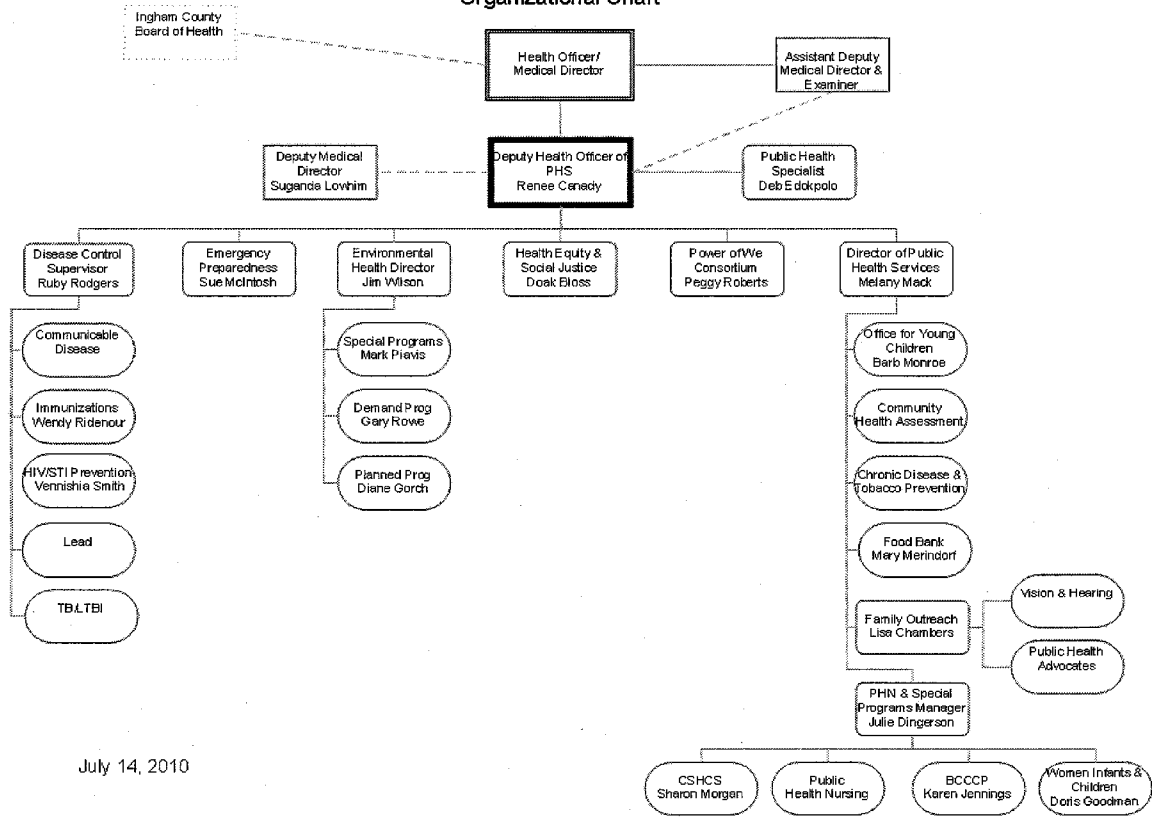 Organizational Chart
Ingham County
Board of Health
Health Officer/
Medical Director
Assistant Deputy
Medical Director &
Examiner
Deputy Medical
Director
Suganda Lowhim
Deputy Health Officer of
PHS
Renee Canady
Public Health
Specialist
Deb Edokpolo
Disease Control
Supervisor
Ruby Rodgers
Emergency
Preparedness
Sue McIntosh
Environmental
Health Director
Jim Wilson
Health Equity &
Social Justice
Doak Bloss
Power of We
Consortium
Peggy Roberts
Director of Public
Health Services
Melany Mack
Communicable
Disease
Immunizations
Wendy Ridenour
HIV/STI Prevention
Vennishia Smith
Lead
TB/LTBI
Special Programs
Mark Piavis
Demand Prog
Gary Rowe
Planned Prog
Diane Gorch
Office for Young
Children
Barb Monroe
Community
Health Assessment
Chronic Disease &
Tobacco Prevention
Food Bank
Mary Merindorf
Family Outreach
Lisa Chambers
Vision & Hearing
Public Health
Advocates
PHN & Special
Programs Manager
Julie Dingerson
CSHCS
Sharon Morgan
Public
Health Nursing
BCCCP
Karen Jennings
Women Infants &
Children
Doris Goodman
July 14, 2010